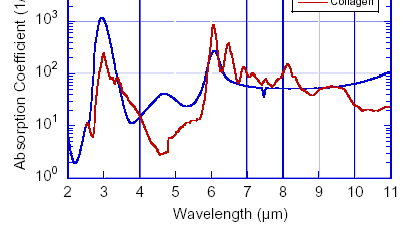 Collagen
Absorption Coefficient (1/
10³
10²
10¹
10⁰
2 3 4 5 6 7 8 9 10 11
Wavelength (µm)